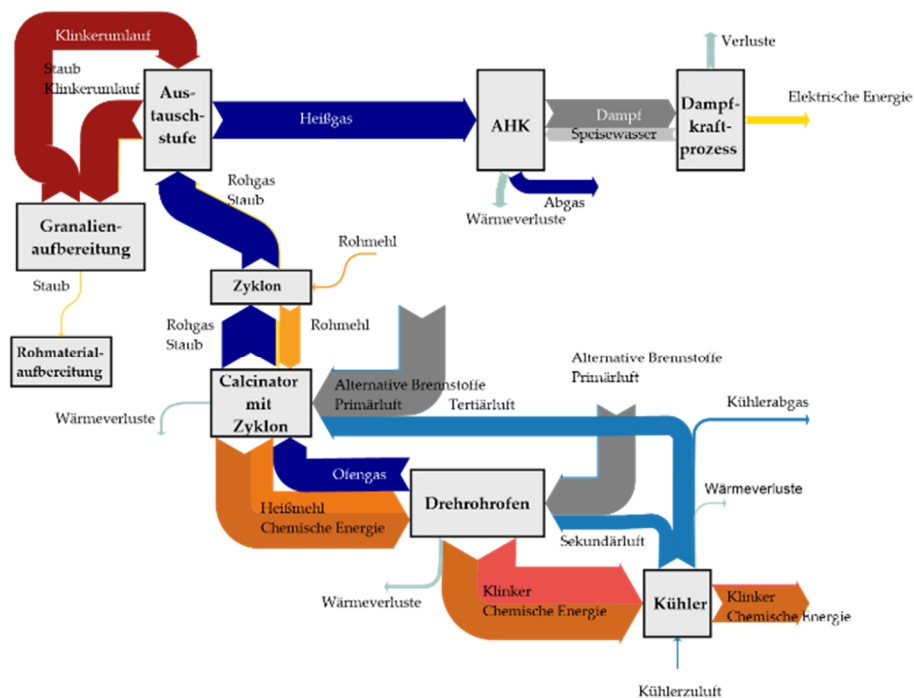 Klinkerumlauf
Staub
Klinkerumlauf
Aus-
tausch-
stufe
Heißgas
AHK
Dampf
Speisewasser
Dampf-
kraft-
prozess
Verluste
Elektrische Energie
Wärmeverluste
Abgas
Granalien-
aufbereitung
Rohgas
Staub
Rohmehl
Staub
Zyklon
Rohmaterial-
aufbereitung
Rohgas
Staub
Rohmehl
Calcinator
mit
Zyklon
Alternative Brennstoffe
Primärluft
Tertiärluft
Alternative Brennstoffe
Primärluft
Wärmeverluste
Kühlerabgas
Ofengas
Heißmehl
Chemische Energie
Drehrohrofen
Wärmeverluste
Sekundärluft
Wärmeverluste
Klinker
Chemische Energie
Kühler
Klinker
Chemische Energie
Kühlerzuluft